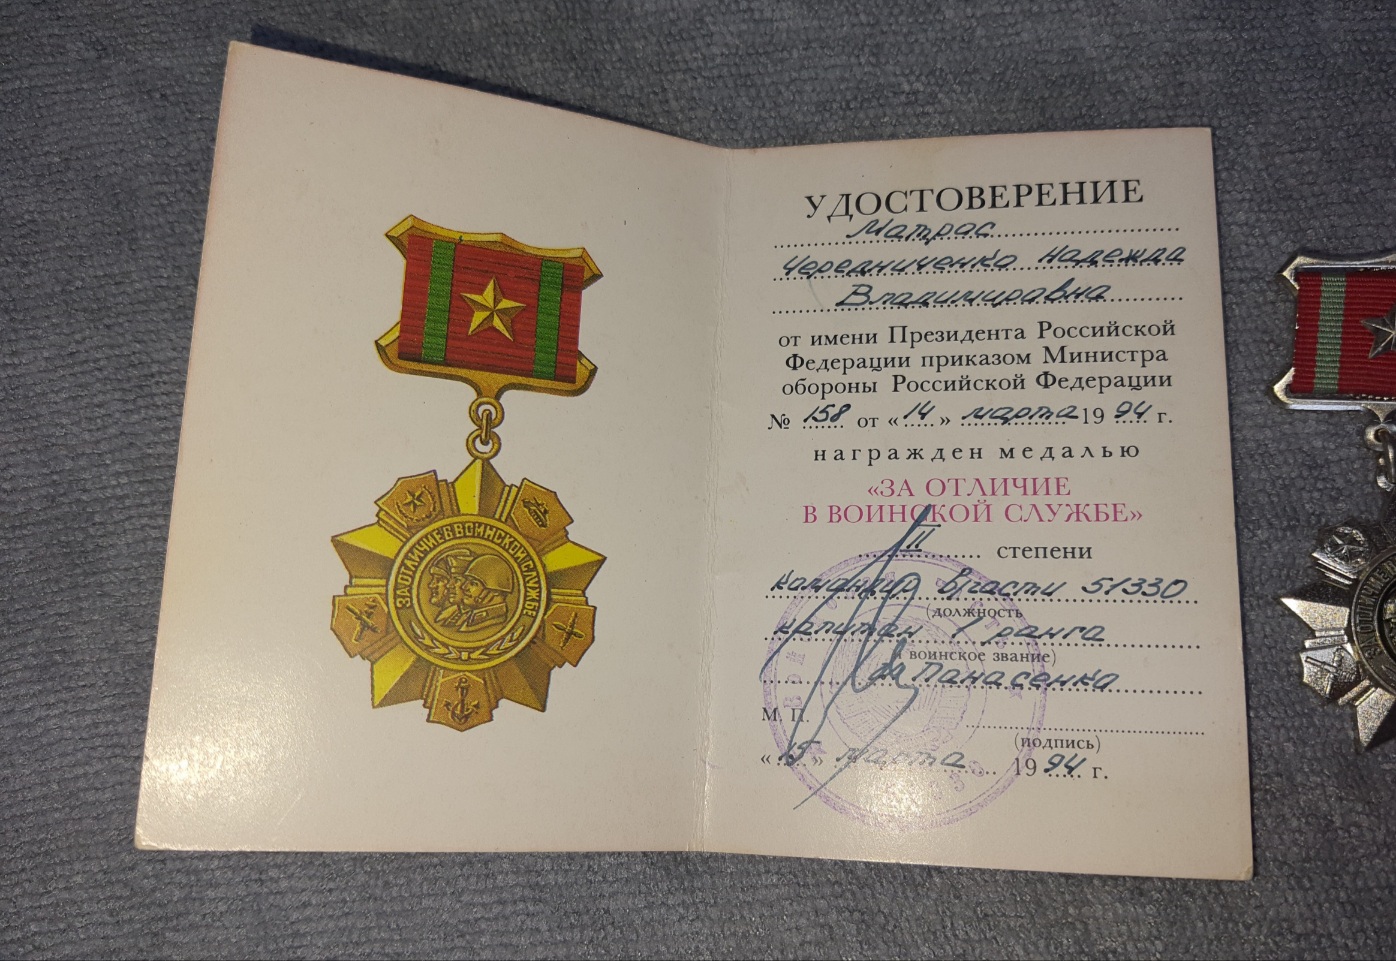 ЗА ОТЛИЧИЕ В ВОИНСКОЙ СЛУЖБЕ
УДОСТОВЕРЕНИЕ
Матрос
Чередниченко Надежда
Владимировна
от имени Президента Российской
Федерации приказом Министра
обороны Российской Федерации
№ 158 от «14» марта 1994 г.
награжден медалью
«ЗА ОТЛИЧИЕ
В ВОИНСКОЙ СЛУЖБЕ»
II степени
Командир в/части 51330
(должность
капитан 1 ранга
и воинское звание)
Панасенко
М. П.
(подпись)
«15» марта 1994 г.